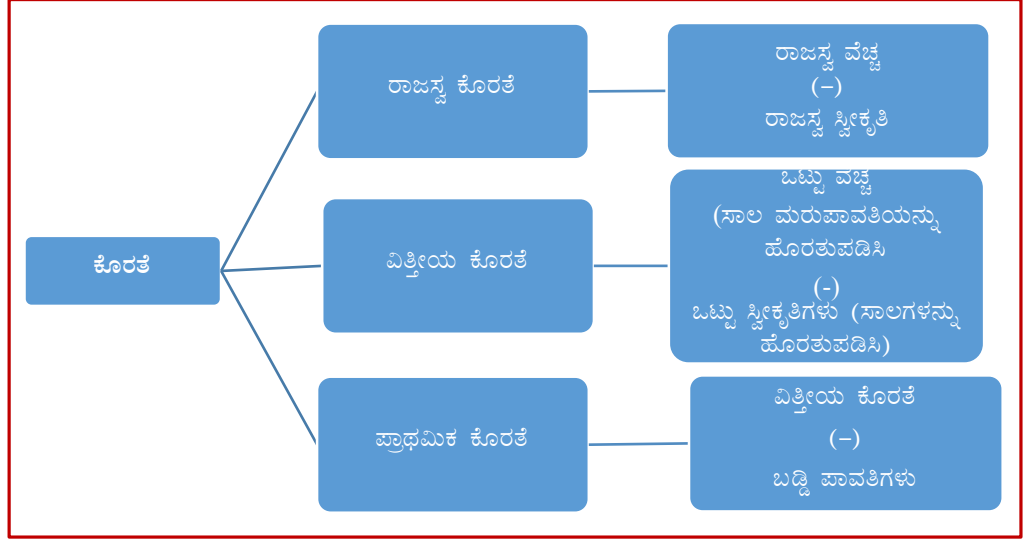 ಕೊರತೆ
ರಾಜಸ್ವ ಕೊರತೆ
ರಾಜಸ್ವ ವೆಚ್ಚ
(–)
ರಾಜಸ್ವ ಸ್ವೀಕೃತಿ
ವಿತ್ತೀಯ ಕೊರತೆ
ಒಟ್ಟು ವೆಚ್ಚ
(ಸಾಲ ಮರುಪಾವತಿಯನ್ನು
ಹೊರತುಪಡಿಸಿ
(-)
ಒಟ್ಟು ಸ್ವೀಕೃತಿಗಳು (ಸಾಲಗಳನ್ನು
ಹೊರತುಪಡಿಸಿ)
ಪ್ರಾಥಮಿಕ ಕೊರತೆ
ವಿತ್ತೀಯ ಕೊರತೆ
(–)
ಬಡ್ಡಿ ಪಾವತಿಗಳು